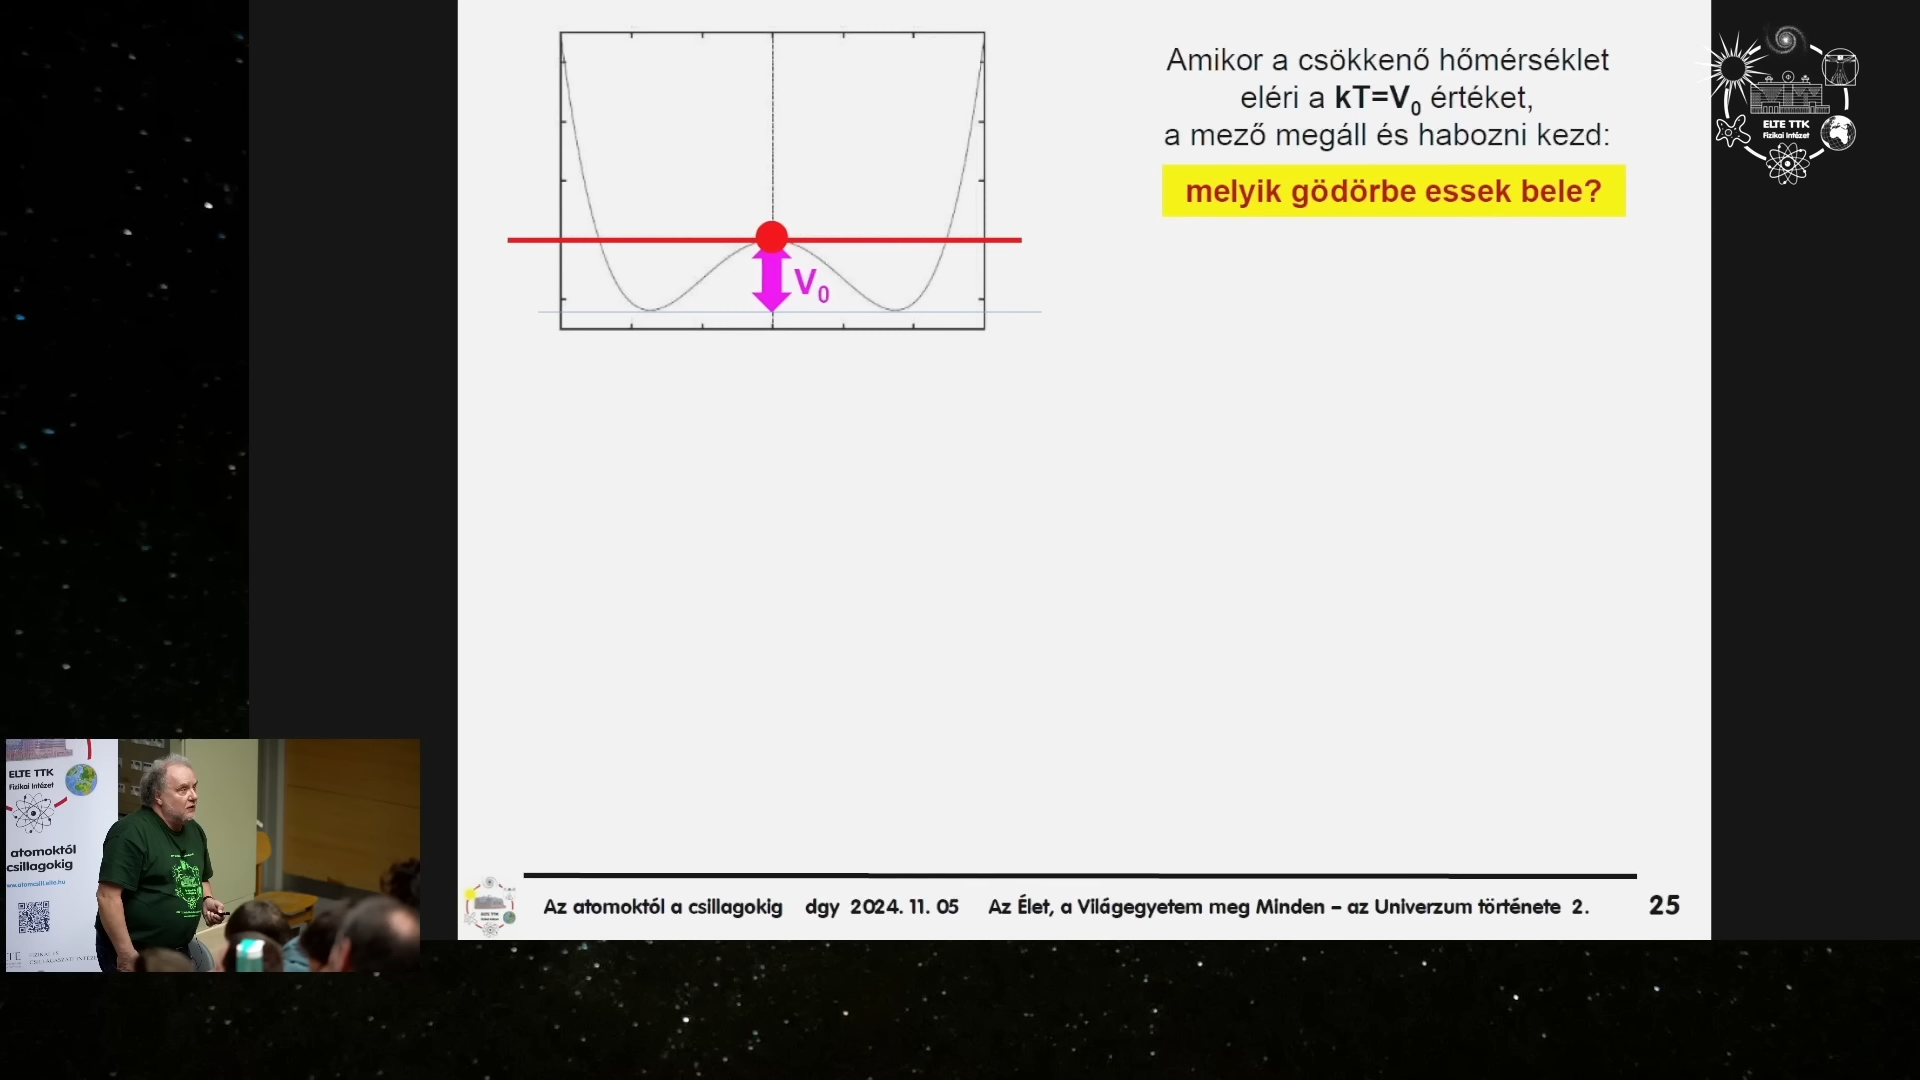 Amikor a csökkenő hőmérséklet
eléri a kT=V₀ értéket,
a mező megáll és habozni kezd:
melyik gödörbe essek bele?
V₀
ELTE TTK
Fizikai Intézet
ELTE TTK
Fizikai Intézet
atomoktól
csillagokig
Az atomoktól a csillagokig dgy 2024. 11. 05 Az Élet, a Világegyetem meg Minden – az Univerzum története 2. 25